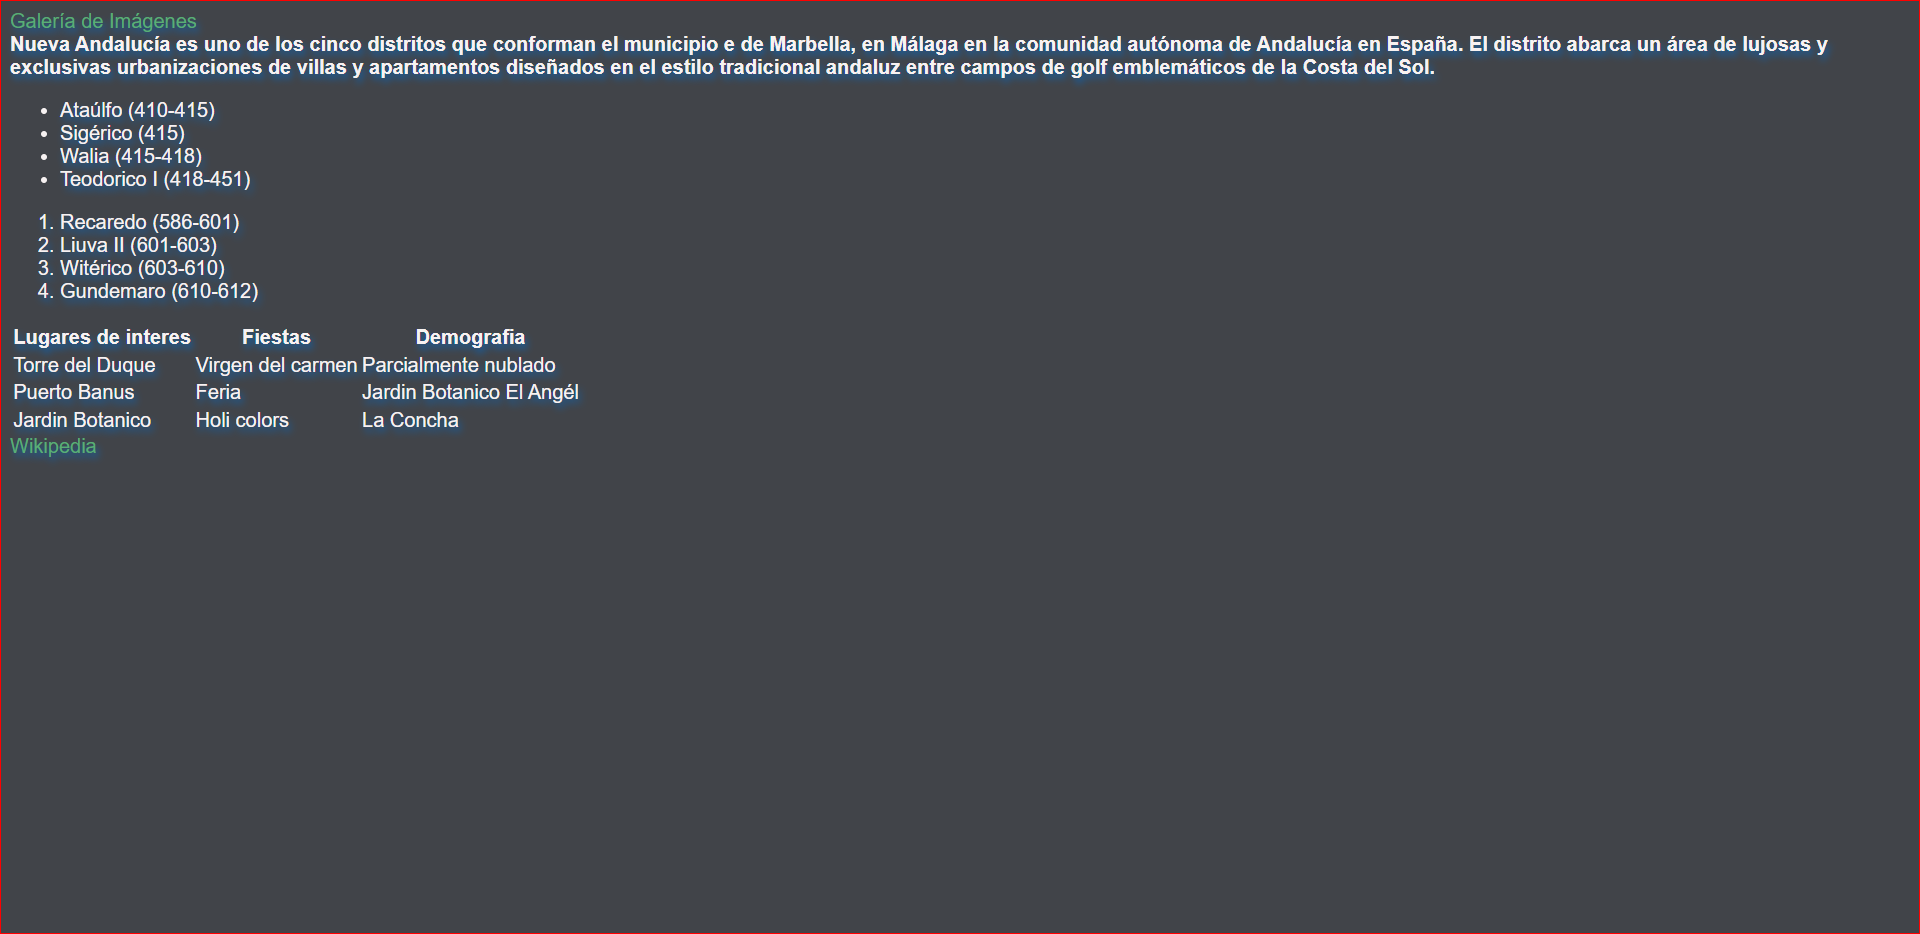 Galería de Imágenes
Nueva Andalucía es uno de los cinco distritos que conforman el municipio e de Marbella, en Málaga en la comunidad autónoma de Andalucía en España. El distrito abarca un área de lujosas y
exclusivas urbanizaciones de villas y apartamentos diseñados en el estilo tradicional andaluz entre campos de golf emblemáticos de la Costa del Sol.
• Ataúlfo (410-415)
• Sigérico (415)
• Walia (415-418)
• Teodorico I (418-451)
1. Recaredo (586-601)
2. Liuva II (601-603)
3. Witérico (603-610)
4. Gundemaro (610-612)
Lugares de interes Fiestas Demografia
Torre del Duque Virgen del carmen Parcialmente nublado
Puerto Banus Feria Jardin Botanico El Angél
Jardin Botanico Holi colors La Concha
Wikipedia